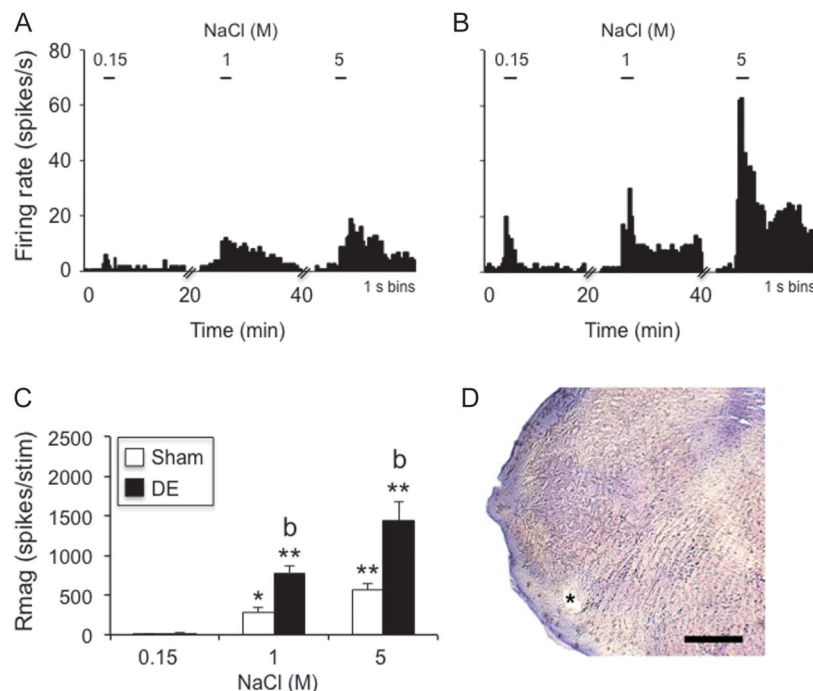 A
NaCl (M)
0.15 1 5
Firing rate (spikes/s)
80
60
40
20
0
0 20 40
1 s bins
Time (min)
B
NaCl (M)
0.15 1 5
0 20 40
1 s bins
Time (min)
C
Rmag (spikes/stim)
2500
2000
1500
1000
500
0
Sham
DE
*
b
**
**
b
**
0.15 1 5
NaCl (M)
D
*